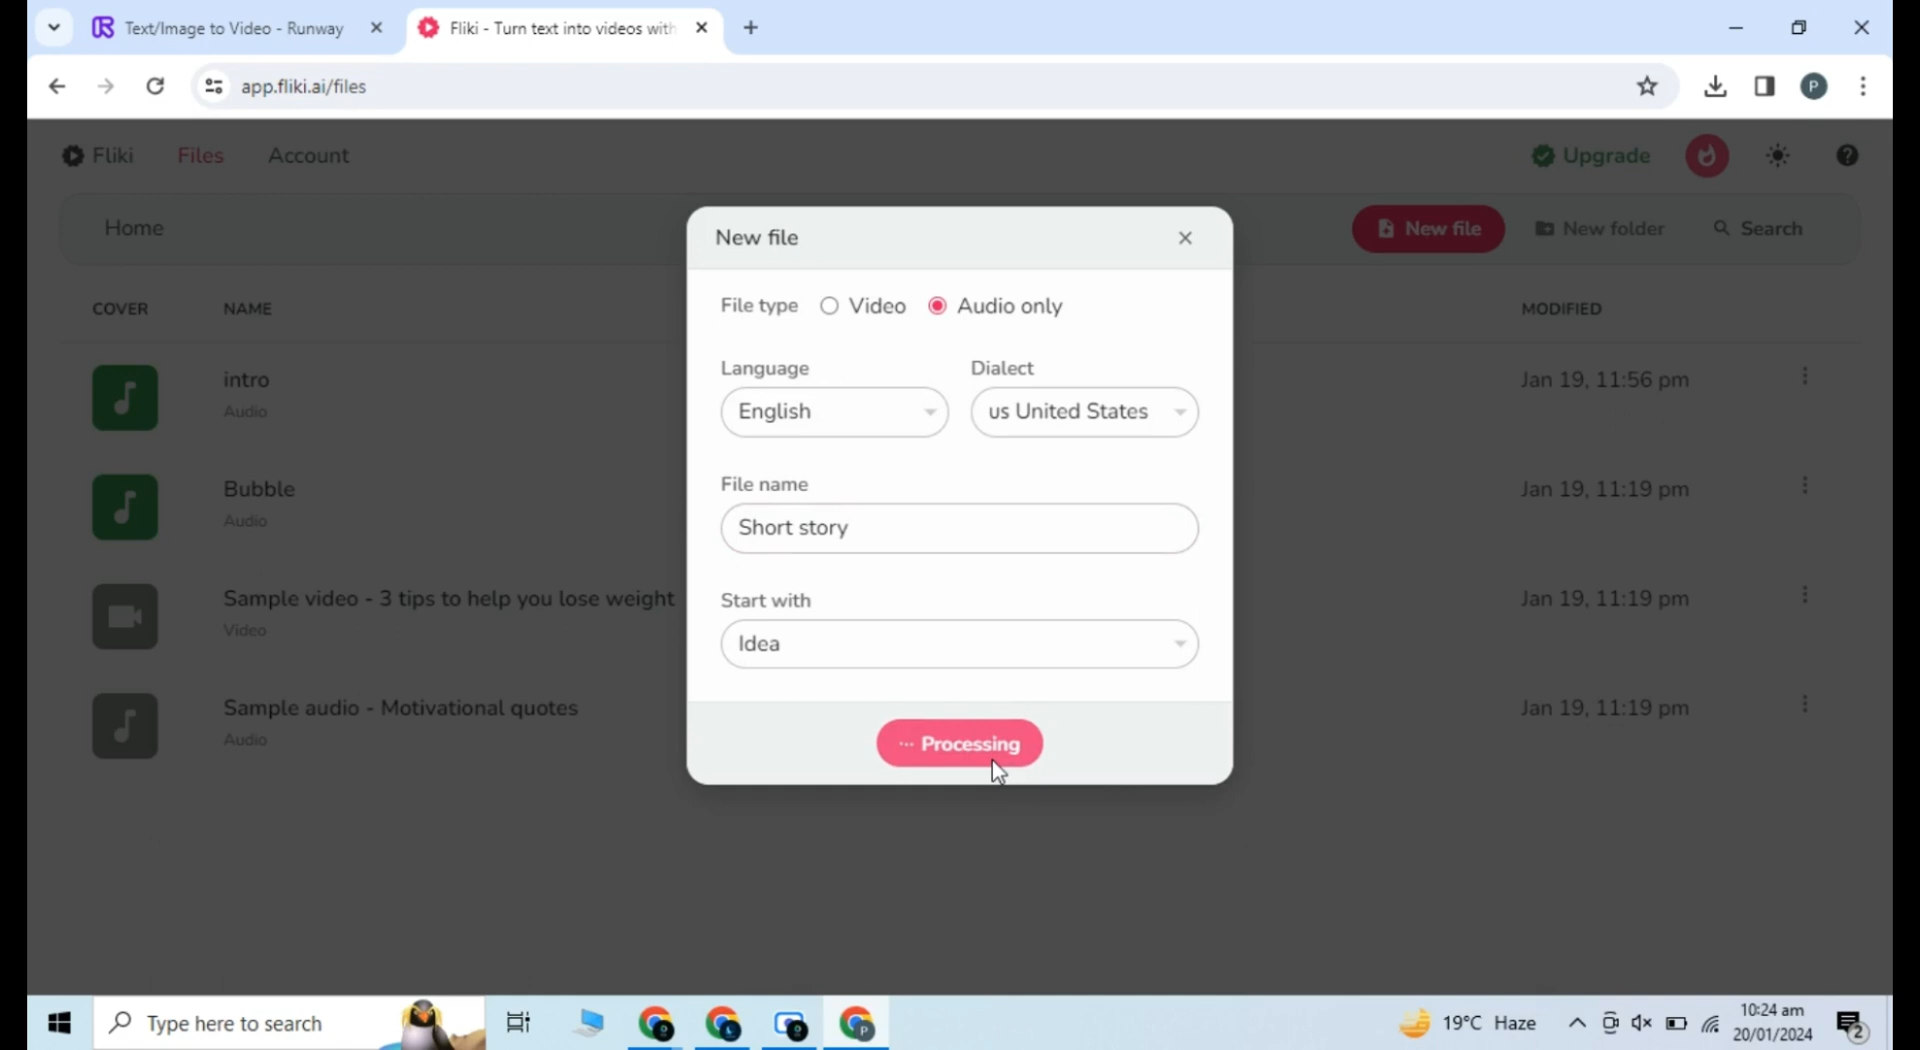 Text/Image to Video - Runway
Fliki - Turn text into videos with
app.fliki.ai/files
P
Fliki
Files
Account
Upgrade
Home
New file
New folder
Search
COVER
NAME
MODIFIED
intro
Audio
Jan 19, 11:56 pm
Bubble
Audio
Jan 19, 11:19 pm
Sample video - 3 tips to help you lose weight
Video
Jan 19, 11:19 pm
Sample audio - Motivational quotes
Audio
Jan 19, 11:19 pm
New file
File type
Video
Audio only
Language
Dialect
English
us United States
File name
Short story
Start with
Idea
··· Processing
Type here to search
P
19°C Haze
10:24 am
20/01/2024
2